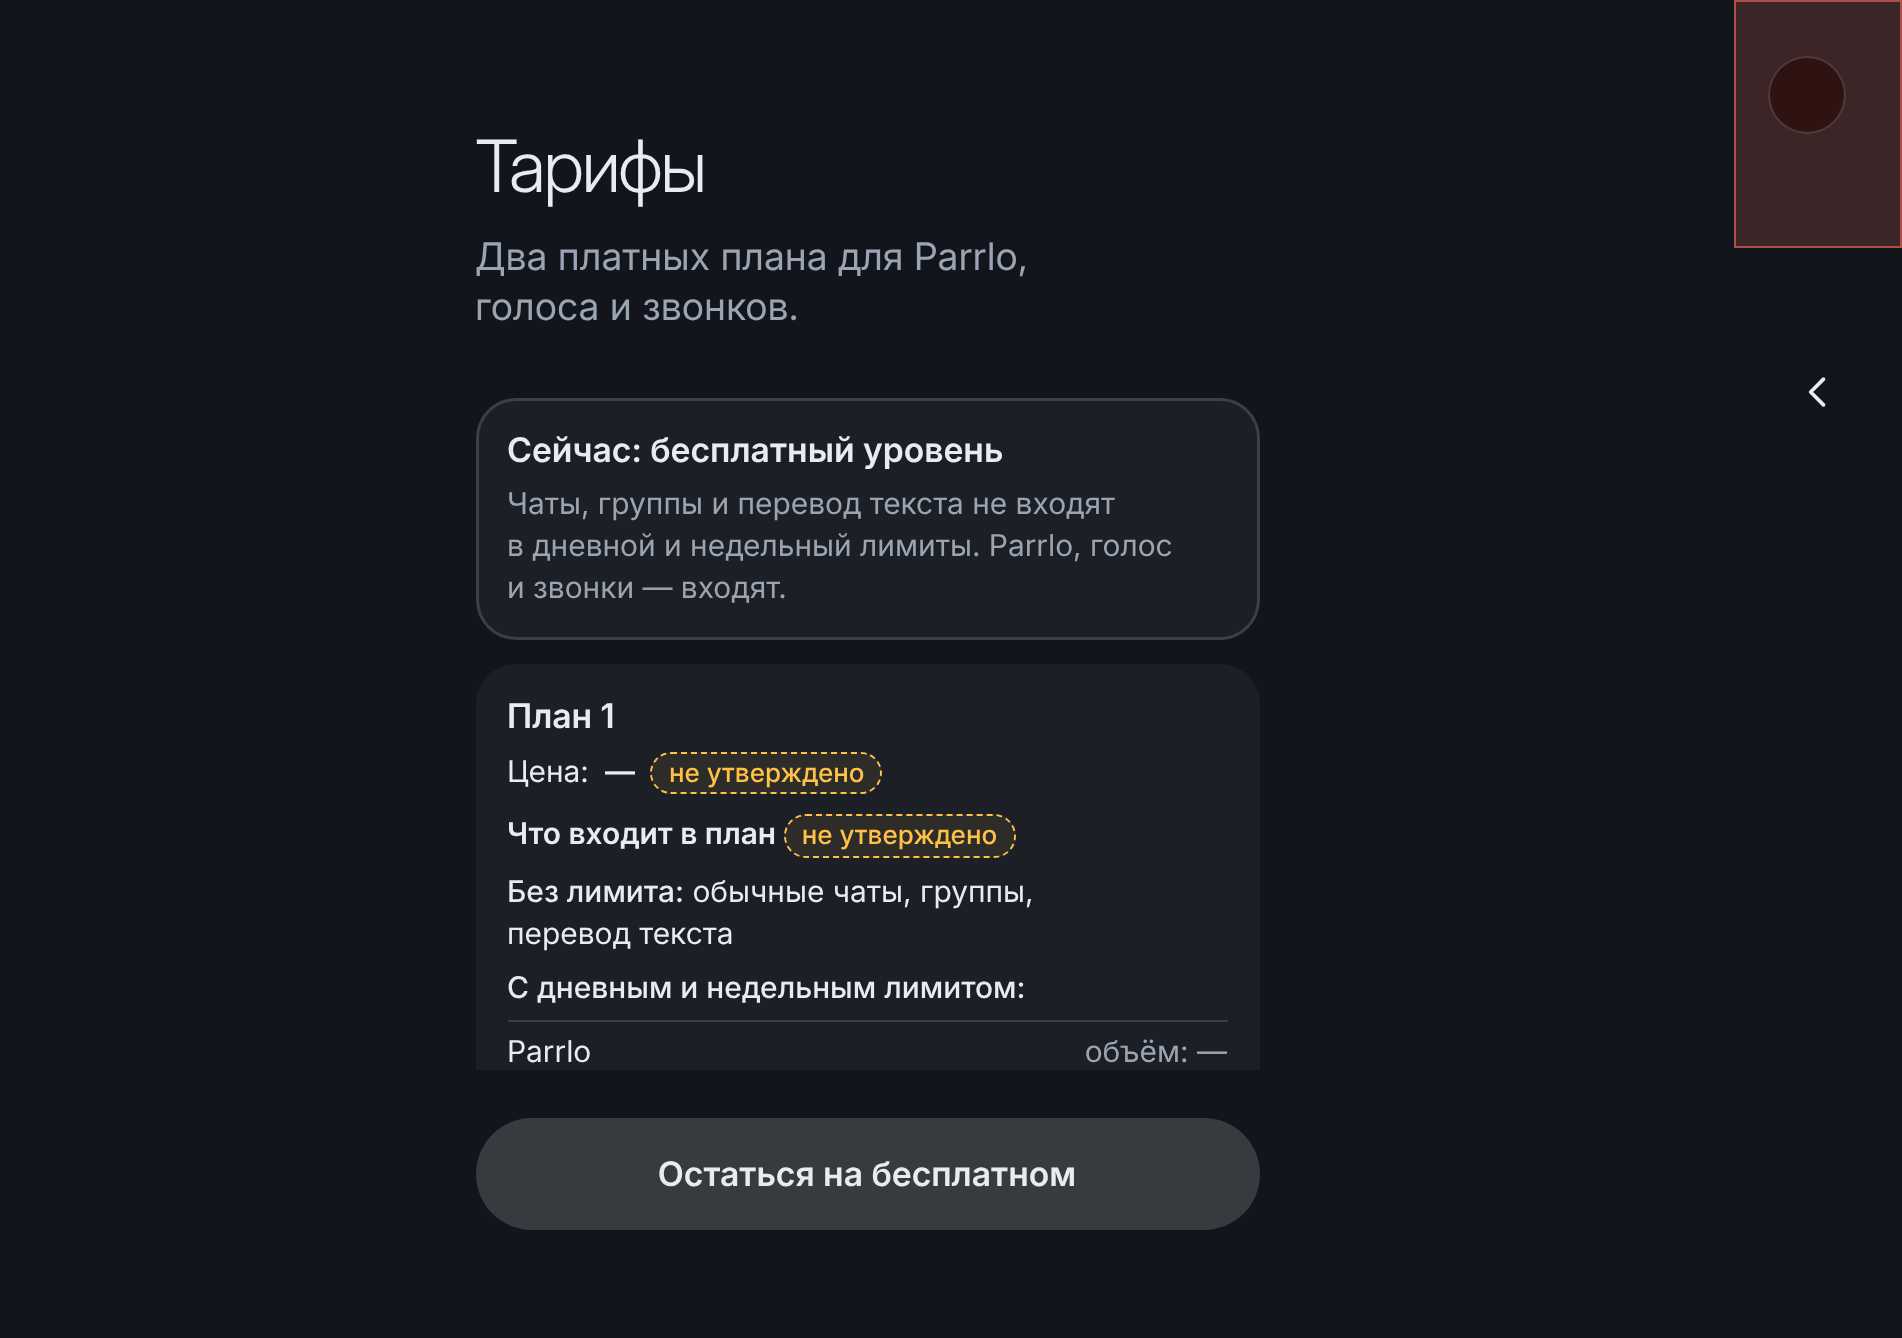 Тарифы
Два платных плана для Parrlo,
голоса и звонков.
Сейчас: бесплатный уровень
Чаты, группы и перевод текста не входят
в дневной и недельный лимиты. Parrlo, голос
и звонки — входят.
План 1
Цена: — не утверждено
Что входит в план не утверждено
Без лимита: обычные чаты, группы,
перевод текста
С дневным и недельным лимитом:
Parrlo объём: —
Остаться на бесплатном